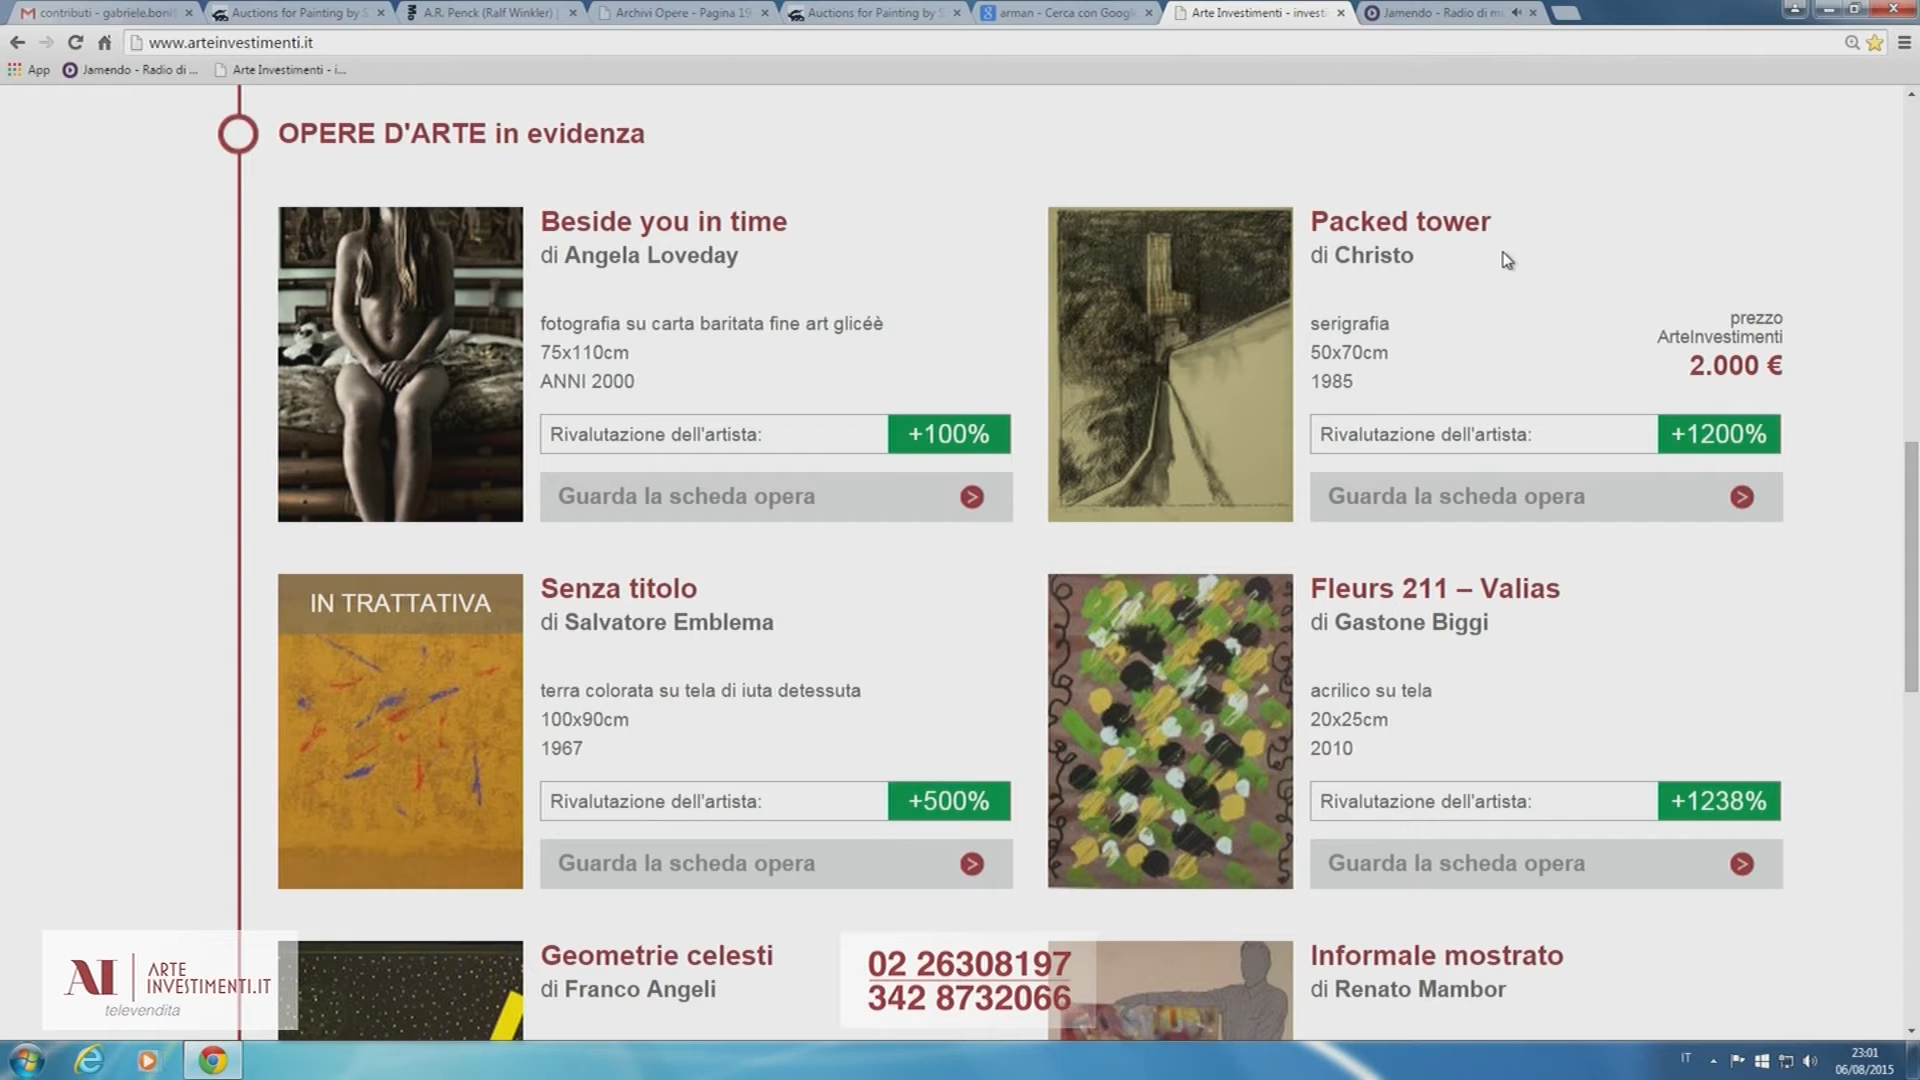 contributi - gabriele.boni
Auctions for Painting by S
A.R. Penck (Ralf Winkler) |
Archivi Opere - Pagina 19
Auctions for Painting by S
arman - Cerca con Google
Arte Investimenti - investi
Jamendo - Radio di mu
www.arteinvestimenti.it
App
Jamendo - Radio di ...
Arte Investimenti - i...
OPERE D'ARTE in evidenza
Beside you in time
di Angela Loveday
fotografia su carta baritata fine art glicéè
75x110cm
ANNI 2000
Rivalutazione dell'artista: +100%
Guarda la scheda opera >
Packed tower
di Christo
serigrafia
50x70cm
1985
prezzo
ArteInvestimenti
2.000 €
Rivalutazione dell'artista: +1200%
Guarda la scheda opera >
IN TRATTATIVA
Senza titolo
di Salvatore Emblema
terra colorata su tela di iuta detessuta
100x90cm
1967
Rivalutazione dell'artista: +500%
Guarda la scheda opera >
Fleurs 211 – Valias
di Gastone Biggi
acrilico su tela
20x25cm
2010
Rivalutazione dell'artista: +1238%
Guarda la scheda opera >
Geometrie celesti
di Franco Angeli
Informale mostrato
di Renato Mambor
AI ARTE
INVESTIMENTI.IT
televendita
02 26308197
342 8732066
IT
23:01
06/08/2015